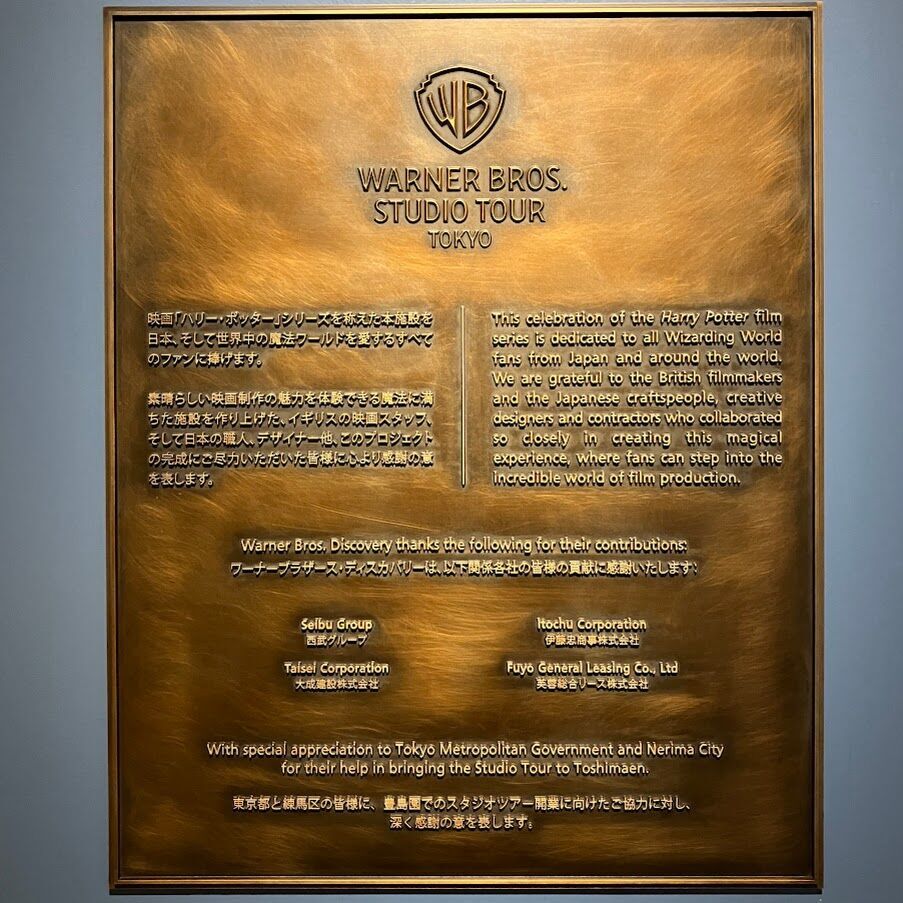 WB
WARNER BROS.
STUDIO TOUR
TOKYO
映画「ハリー・ポッター」シリーズを称えた本施設を
日本、そして世界中の魔法ワールドを愛するすべて
のファンに捧げます。
素晴らしい映画制作の魅力を体験できる魔法に満
ちた施設を作り上げた、イギリスの映画スタッフ、
そして日本の職人、デザイナー他、このプロジェクト
の完成にご尽力いただいた皆様に心より感謝の意
を表します。
This celebration of the Harry Potter film
series is dedicated to all Wizarding World
fans from Japan and around the world.
We are grateful to the British filmmakers
and the Japanese craftspeople, creative
designers and contractors who collaborated
so closely in creating this magical
experience, where fans can step into the
incredible world of film production.
Warner Bros. Discovery thanks the following for their contributions:
ワーナーブラザース・ディスカバリーは、以下関係各社の皆様の貢献に感謝いたします:
Seibu Group
西武グループ
Itochu Corporation
伊藤忠商事株式会社
Taisei Corporation
大成建設株式会社
Fuyo General Leasing Co., Ltd
芙蓉総合リース株式会社
With special appreciation to Tokyo Metropolitan Government and Nerima City
for their help in bringing the Studio Tour to Toshimaen.
東京都と練馬区の皆様に、豊島園でのスタジオツアー開業に向けたご協力に対し、
深く感謝の意を表します。